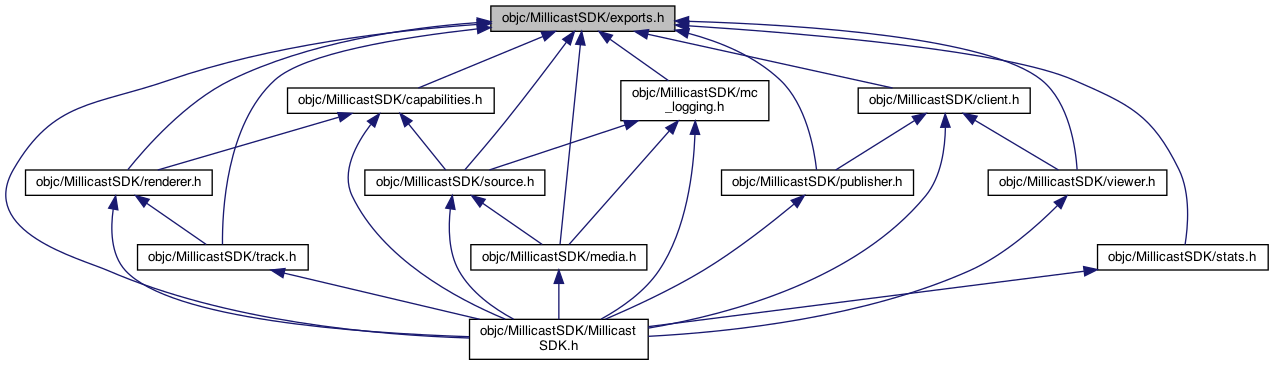 objc/MillicastSDK/exports.h
objc/MillicastSDK/capabilities.h
objc/MillicastSDK/mc
_logging.h
objc/MillicastSDK/client.h
objc/MillicastSDK/renderer.h
objc/MillicastSDK/source.h
objc/MillicastSDK/publisher.h
objc/MillicastSDK/viewer.h
objc/MillicastSDK/track.h
objc/MillicastSDK/media.h
objc/MillicastSDK/stats.h
objc/MillicastSDK/Millicast
SDK.h